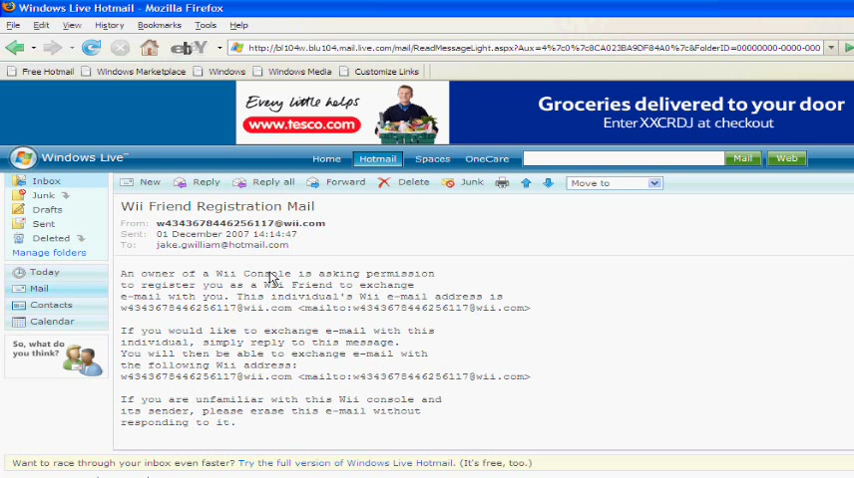 Windows Live Hotmail - Mozilla Firefox
File Edit View History Bookmarks Tools Help
ebY http://bl104w.blu104.mail.live.com/mail/ReadMessageLight.aspx?Aux=4%7c0%7c8CA023BA9DF84A0%7c&FolderID=00000000-0000-000
Free Hotmail Windows Marketplace Windows Windows Media Customize Links
Every little helps
www.tesco.com
Groceries delivered to your door
Enter XXCRDJ at checkout
Windows Live™ Home Hotmail Spaces OneCare Mail Web
Inbox
Junk
Drafts
Sent
Deleted
Manage folders
Today
Mail
Contacts
Calendar
So, what do
you think?
New Reply Reply all Forward Delete Junk Move to
Wii Friend Registration Mail
From: w4343678446256117@wii.com
Sent: 01 December 2007 14:14:47
To: jake.gwilliam@hotmail.com
An owner of a Wii Console is asking permission
to register you as a Wii Friend to exchange
e-mail with you. This individual's Wii e-mail address is
w4343678446256117@wii.com <mailto:w4343678446256117@wii.com>
If you would like to exchange e-mail with this
individual, simply reply to this message.
You will then be able to exchange e-mail with
the following Wii address:
w4343678446256117@wii.com <mailto:w4343678446256117@wii.com>
If you are unfamiliar with this Wii console and
its sender, please erase this e-mail without
responding to it.
Want to race through your inbox even faster? Try the full version of Windows Live Hotmail. (It's free, too.)